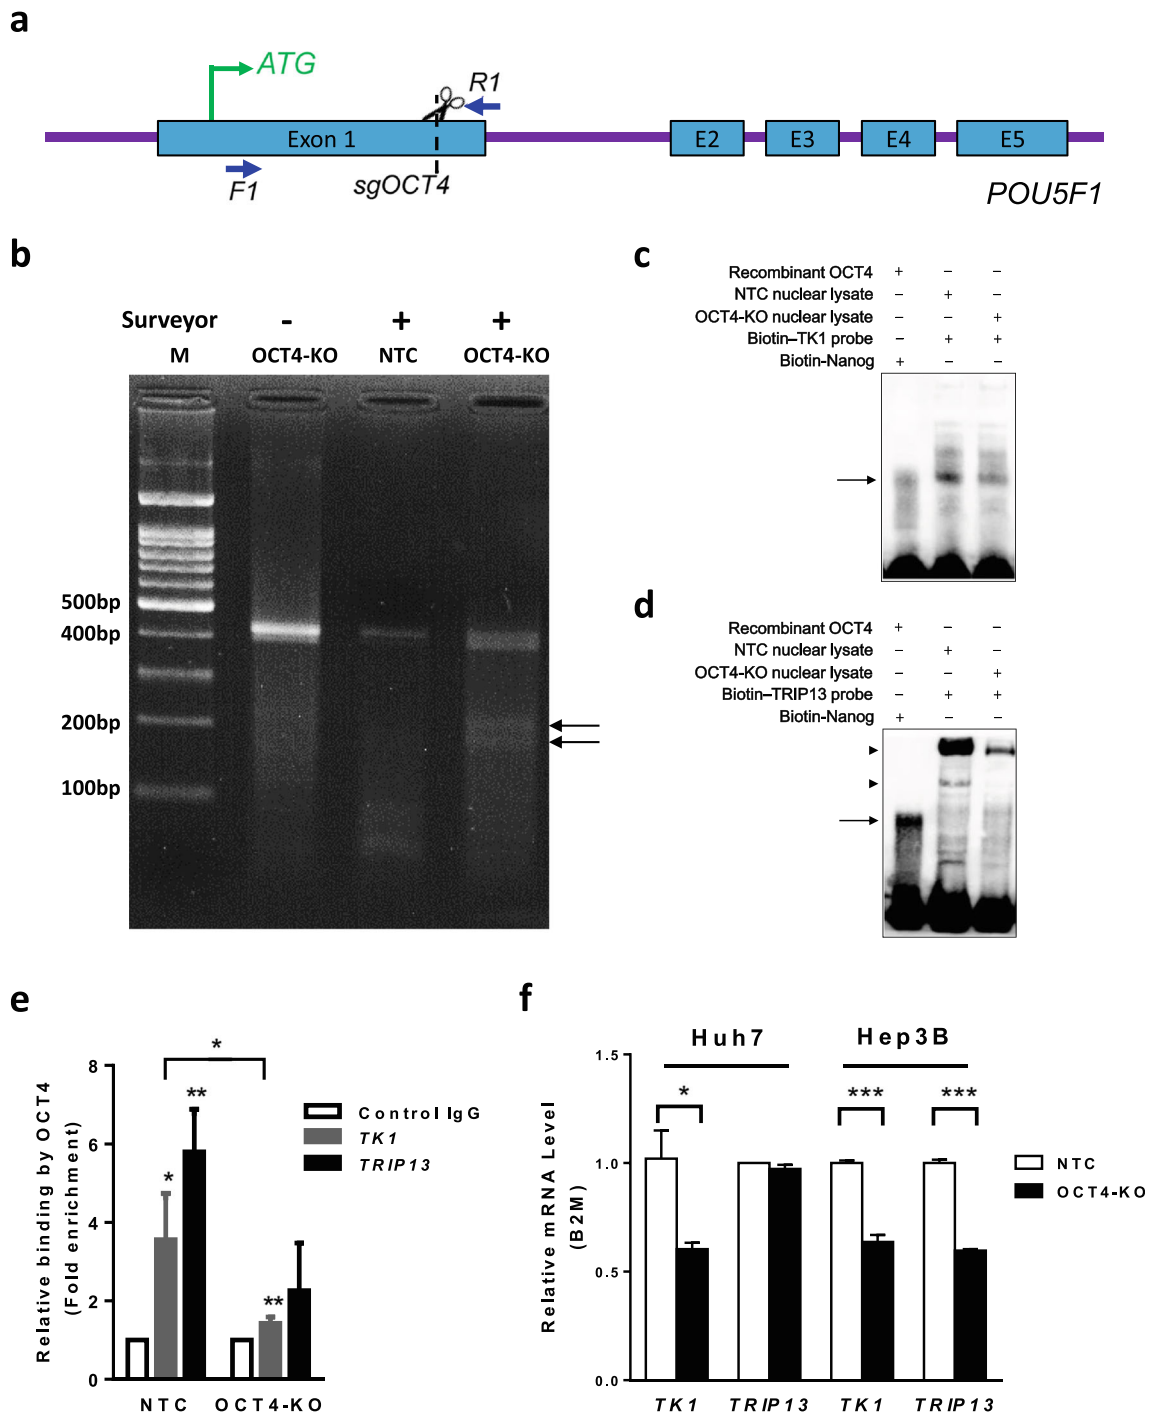 a
ATG
R1
Exon 1
E2 E3 E4 E5
F1
sgOCT4
POU5F1
b
Surveyor - + +
M OCT4-KO NTC OCT4-KO
500bp
400bp
200bp
100bp
c
Recombinant OCT4 + – –
NTC nuclear lysate – + –
OCT4-KO nuclear lysate – – +
Biotin–TK1 probe – + +
Biotin-Nanog + – –
d
Recombinant OCT4 + – –
NTC nuclear lysate – + –
OCT4-KO nuclear lysate – – +
Biotin–TRIP13 probe – + +
Biotin-Nanog + – –
e
Relative binding by OCT4
(Fold enrichment)
8
6
4
2
0
*
**
*
**
Control IgG
TK1
TRIP13
NTC OCT4-KO
f
Huh7 Hep3B
Relative mRNA Level
(B2M)
1.5
1.0
0.5
0.0
* *** ***
NTC
OCT4-KO
TK1 TRIP13 TK1 TRIP13